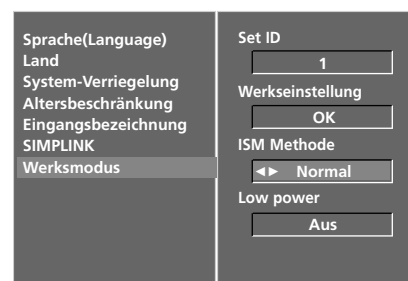 Sprache(Language)
Land
System-Verriegelung
Altersbeschränkung
Eingangsbezeichnung
SIMPLINK
Werksmodus
Set ID
1
Werkseinstellung
OK
ISM Methode
◄► Normal
Low power
Aus